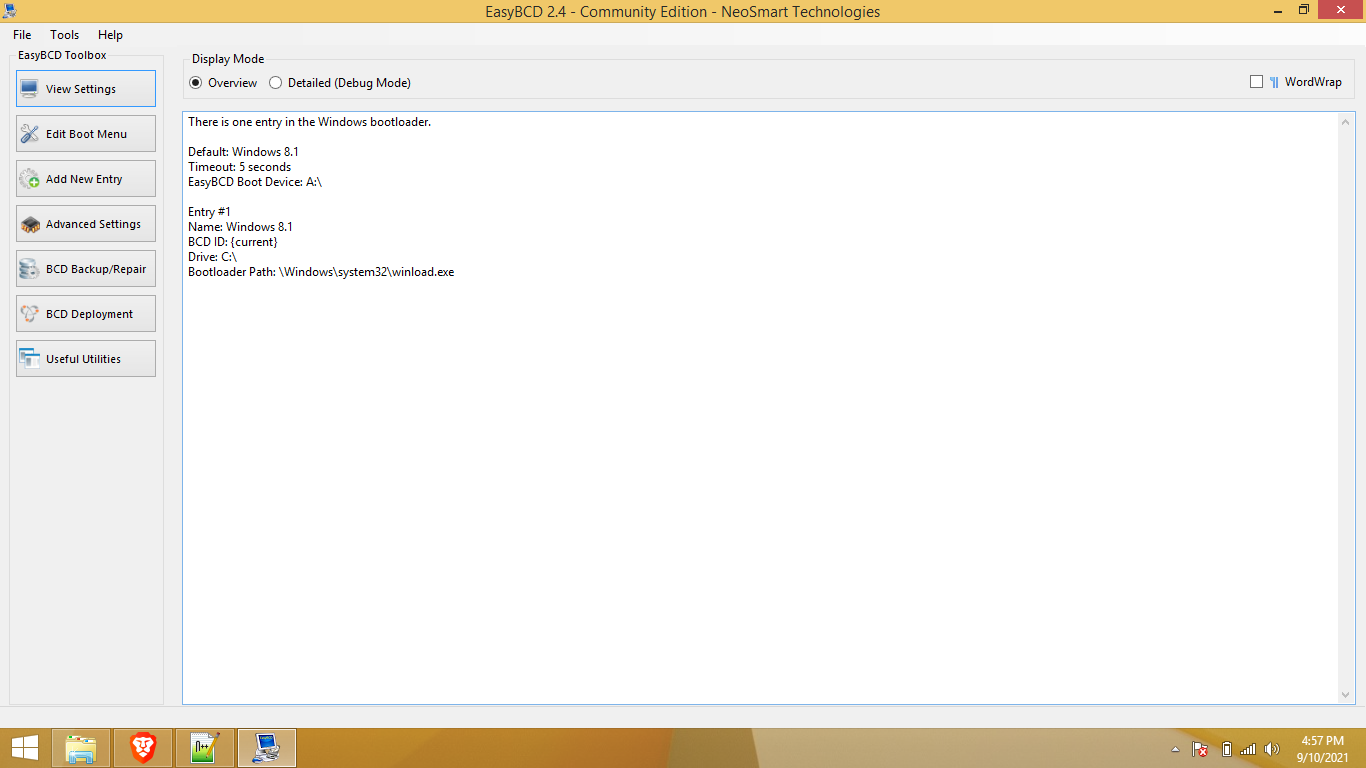 EasyBCD 2.4 - Community Edition - NeoSmart Technologies
File Tools Help
EasyBCD Toolbox
View Settings
Edit Boot Menu
Add New Entry
Advanced Settings
BCD Backup/Repair
BCD Deployment
Useful Utilities
Display Mode
Overview Detailed (Debug Mode)
WordWrap
There is one entry in the Windows bootloader.
Default: Windows 8.1
Timeout: 5 seconds
EasyBCD Boot Device: A:\
Entry #1
Name: Windows 8.1
BCD ID: {current}
Drive: C:\
Bootloader Path: \Windows\system32\winload.exe
4:57 PM
9/10/2021